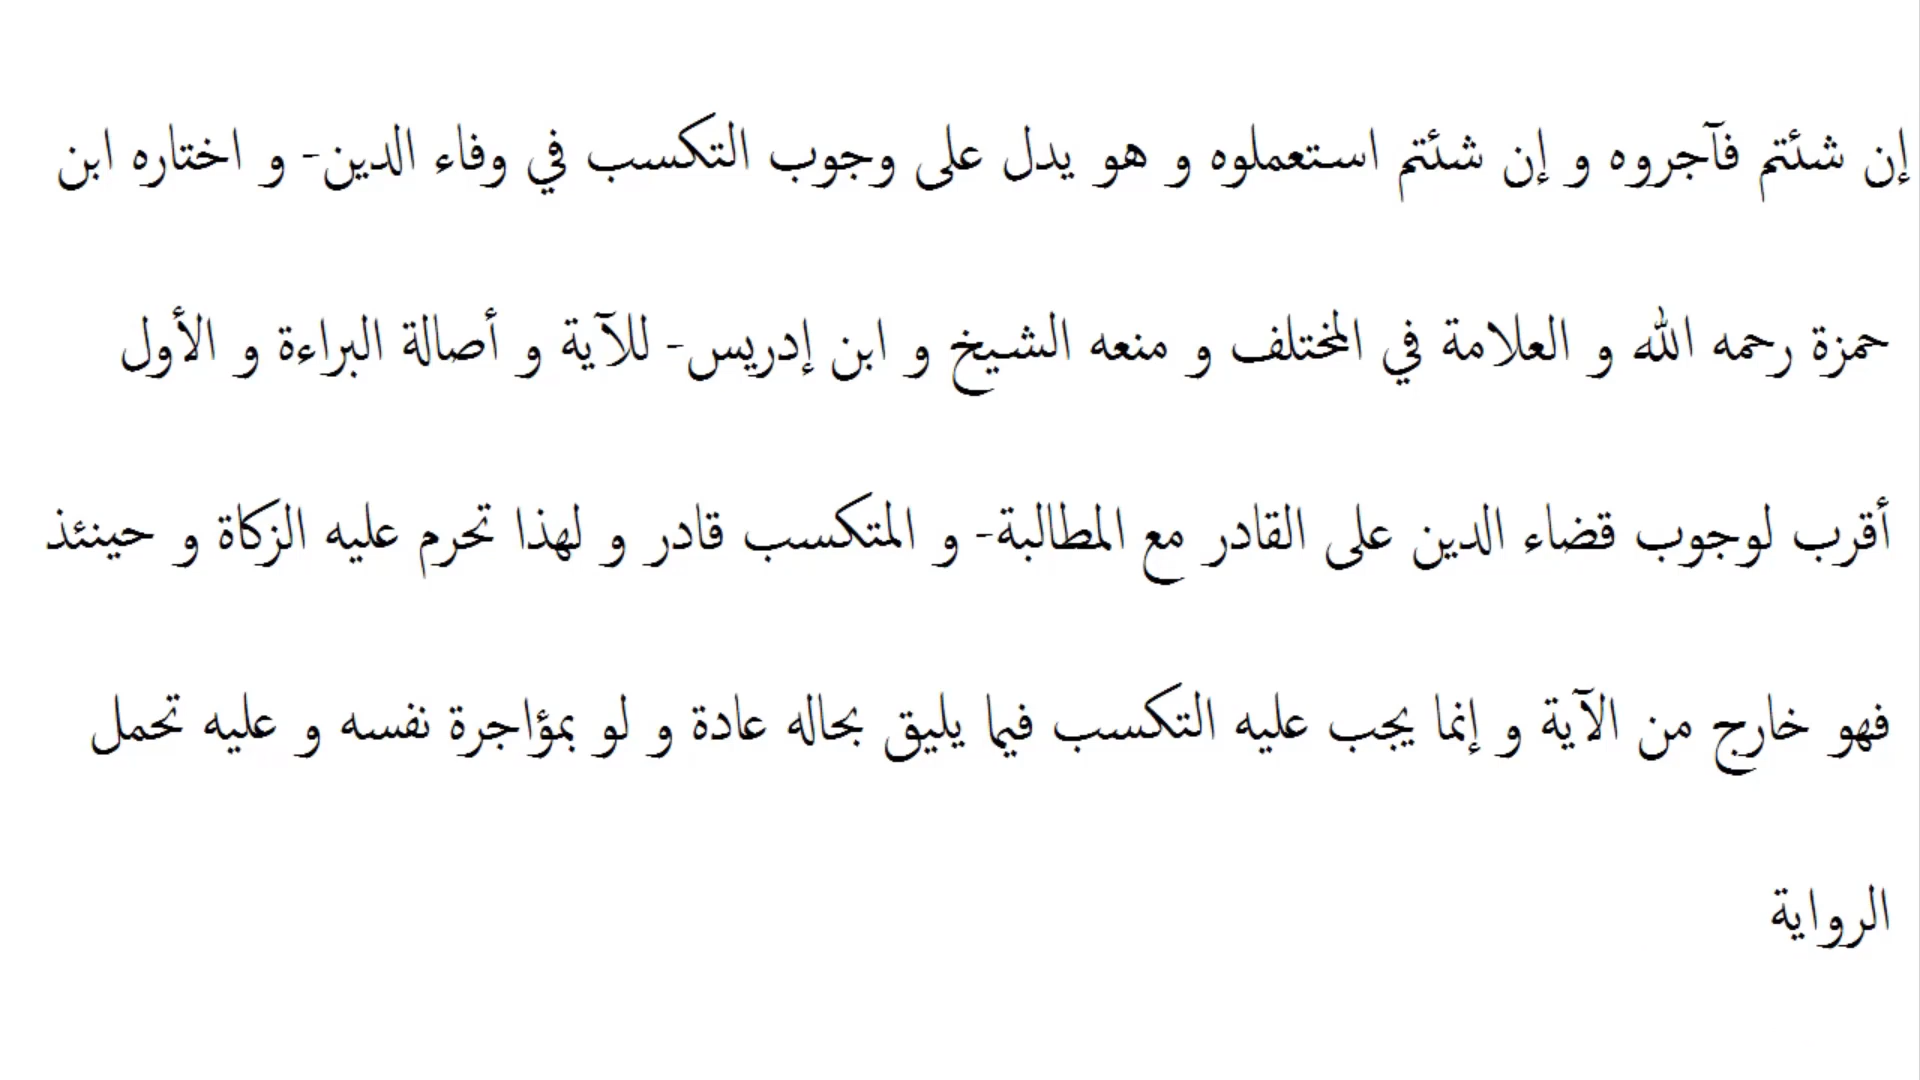 إن شئتم فآجروه و إن شئتم استعملوه و هو يدل على وجوب التكسب في وفاء الدين- و اختاره ابن
حمزة رحمه الله و العلامة في المختلف و منعه الشيخ و ابن إدريس- للآية و أصالة البراءة و الأول
أقرب لوجوب قضاء الدين على القادر مع المطالبة- و المتكسب قادر و لهذا تحرم عليه الزكاة و حينئذ
فهو خارج من الآية و إنما يجب عليه التكسب فيما يليق بحاله عادة و لو بمؤاجرة نفسه و عليه تحمل
الرواية